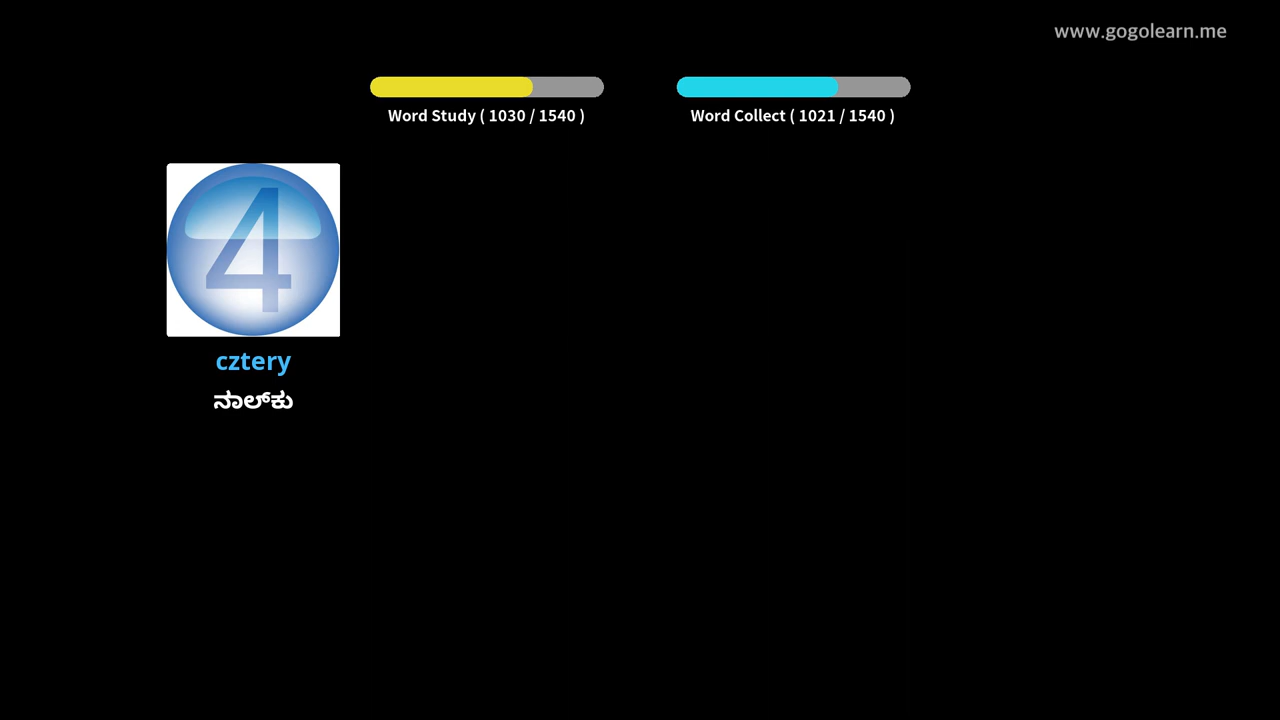 www.gogolearn.me
Word Study ( 1030 / 1540 )
Word Collect ( 1021 / 1540 )
4
cztery
ನಾಲ್ಕು